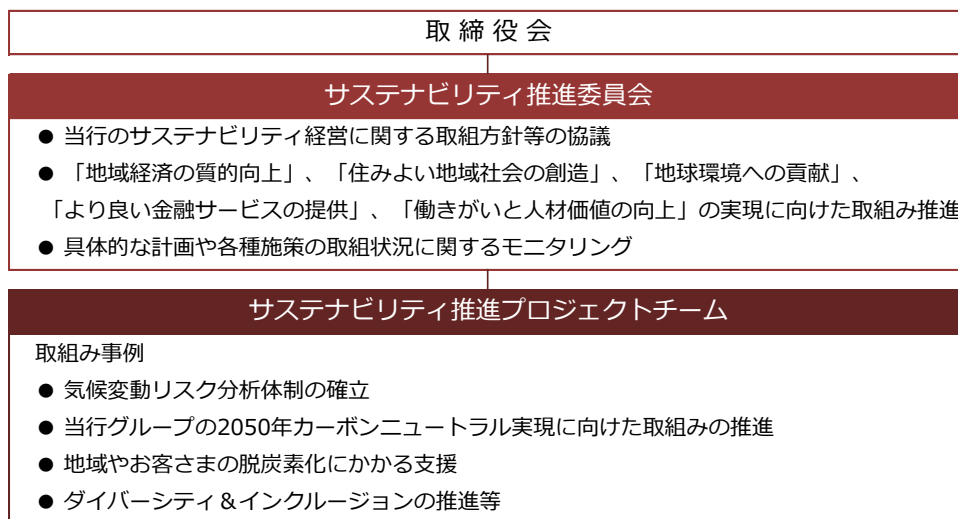 取締役会
サステナビリティ推進委員会
● 当行のサステナビリティ経営に関する取組方針等の協議
● 「地域経済の質的向上」、「住みよい地域社会の創造」、「地球環境への貢献」、
「より良い金融サービスの提供」、「働きがいと人材価値の向上」の実現に向けた取組み推進
● 具体的な計画や各種施策の取組状況に関するモニタリング
サステナビリティ推進プロジェクトチーム
取組み事例
● 気候変動リスク分析体制の確立
● 当行グループの2050年カーボンニュートラル実現に向けた取組みの推進
● 地域やお客さまの脱炭素化にかかる支援
● ダイバーシティ＆インクルージョンの推進等